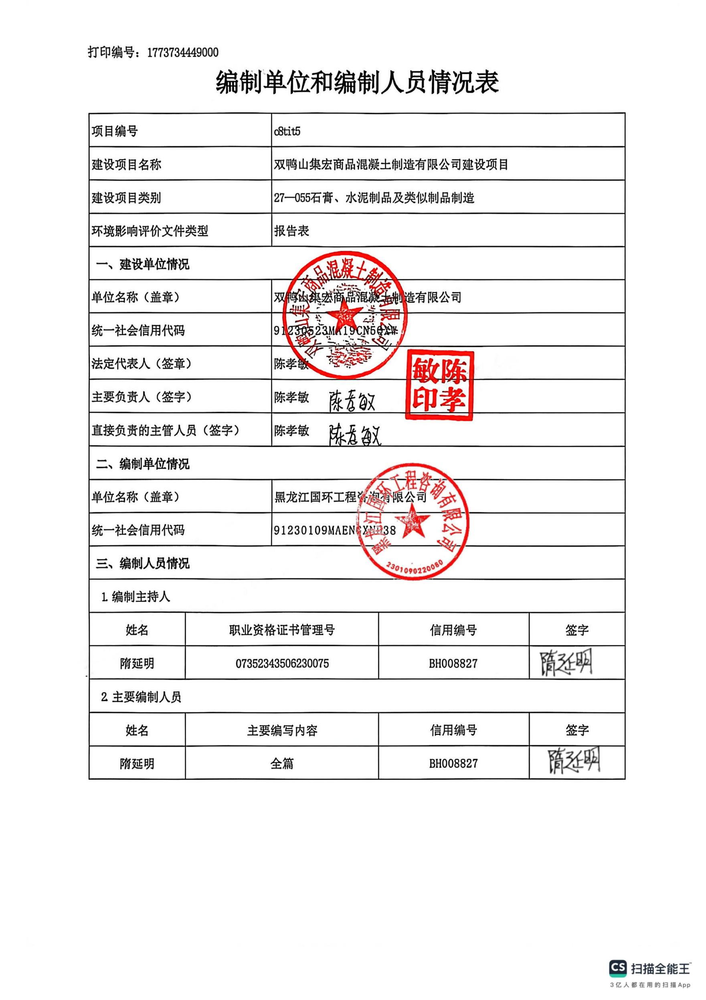 打印编号：1773734449000
编制单位和编制人员情况表
项目编号 o8tit5
建设项目名称 双鸭山集宏商品混凝土制造有限公司建设项目
建设项目类别 27—055石膏、水泥制品及类似制品制造
环境影响评价文件类型 报告表
一、建设单位情况
单位名称（盖章） 双鸭山集宏商品混凝土制造有限公司
统一社会信用代码
法定代表人（签章） 陈孝敏
陈孝敏印
主要负责人（签字） 陈孝敏 陈孝敏
直接负责的主管人员（签字） 陈孝敏 陈孝敏
二、编制单位情况
单位名称（盖章） 黑龙江国环工程咨询有限公司
统一社会信用代码
三、编制人员情况
黑龙江国环工程咨询有限公司
2301090220080
双鸭山集宏商品混凝土制造有限公司
1. 编制主持人
姓名 职业资格证书管理号 信用编号 签字
隋延明 07352343506230075 BH008827 隋延明
2. 主要编制人员
姓名 主要编写内容 信用编号 签字
隋延明 全篇 BH008827 隋延明
CS 扫描全能王™
3亿人都在用的扫描App